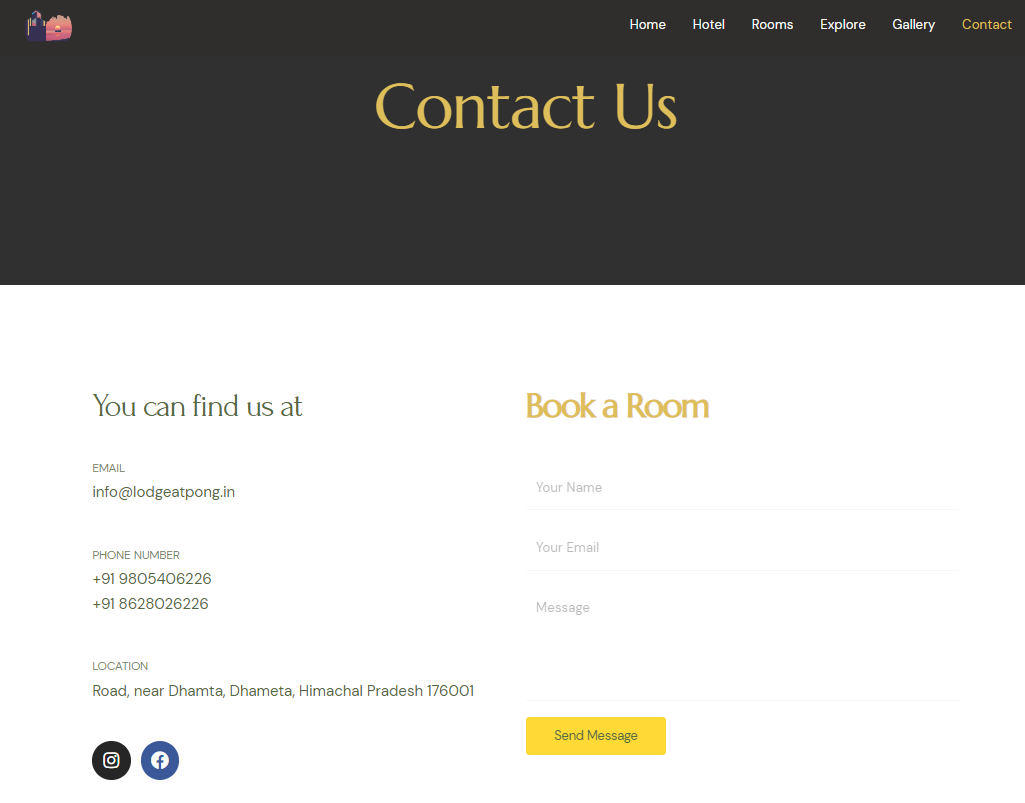 Home Hotel Rooms Explore Gallery Contact
Contact Us
You can find us at
EMAIL
info@lodgeatpong.in
PHONE NUMBER
+91 9805406226
+91 8628026226
LOCATION
Road, near Dhamta, Dhameta, Himachal Pradesh 176001
Book a Room
Your Name
Your Email
Message
Send Message